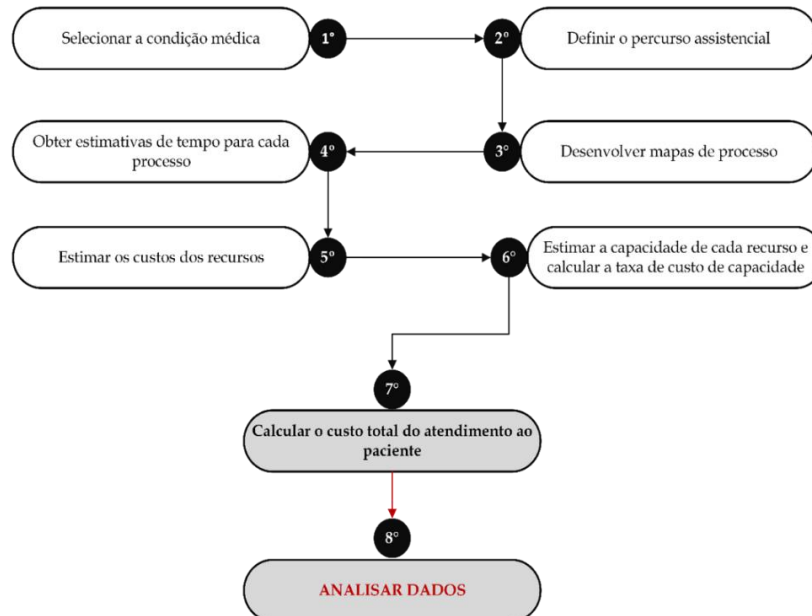 Selecionar a condição médica
1°
2°
Definir o percurso assistencial
Obter estimativas de tempo para cada
processo
4°
3°
Desenvolver mapas de processo
Estimar os custos dos recursos
5°
6°
Estimar a capacidade de cada recurso e
calcular a taxa de custo de capacidade
7°
Calcular o custo total do atendimento ao
paciente
8°
ANALISAR DADOS